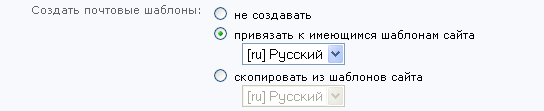 Создать почтовые шаблоны: не создавать
привязать к имеющимся шаблонам сайта
[ru] Русский
скопировать из шаблонов сайта
[ru] Русский